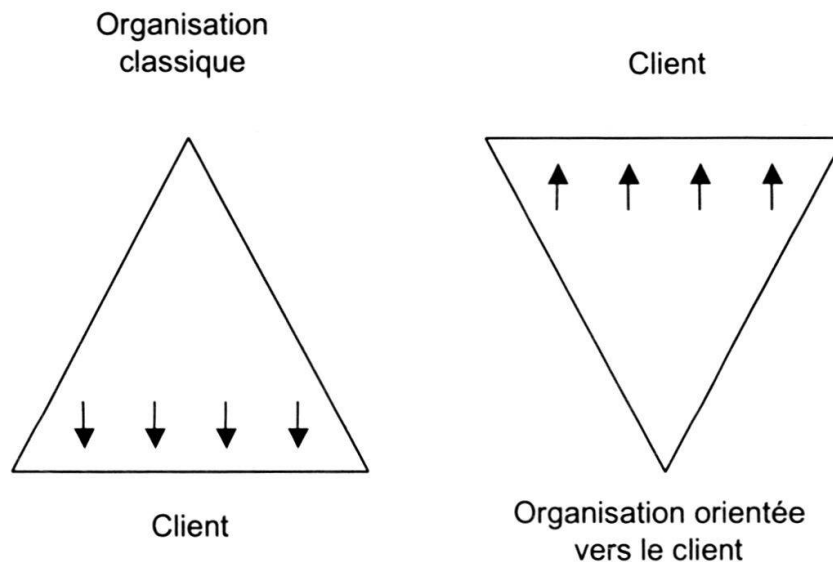 Organisation
classique
Client
Client
Organisation orientée
vers le client